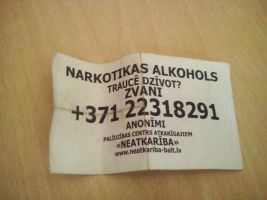 NARKOTIKAS ALKOHOLS
TRAUCĒ DZĪVOT?
ZVANI
+371 22318291
ANONĪMI
PALĪDZĪBAS CENTRS ATKARĪGAJIEM
«NEATKARĪBA»
www.neatkariba-balt.lv